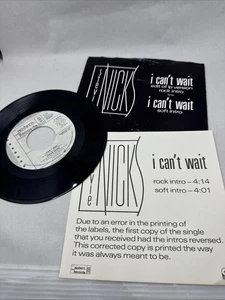 STEVIE
NICKS
i can't wait
edit of lp version
rock intro
i can't wait
soft intro
STEVIE
NICKS
i can't wait
rock intro – 4:14
soft intro – 4:01
Due to an error in the printing of
the labels, the first copy of the single
that you received had the intros reversed.
This corrected copy is printed the way
it was always meant to be.